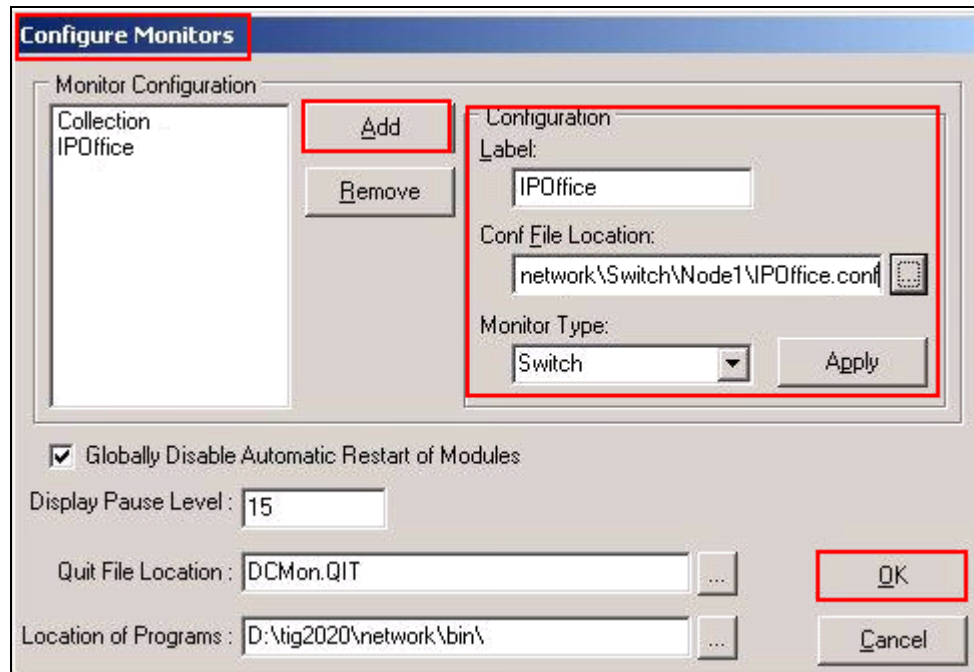 Configure Monitors
Monitor Configuration
Collection
IPOffice
Add
Remove
Configuration
Label:
IPOffice
Conf File Location:
network\Switch\Node1\IPOffice.conf
...
Monitor Type:
Switch
Apply
Globally Disable Automatic Restart of Modules
Display Pause Level : 15
Quit File Location : DCMon.QIT ...
OK
Location of Programs : D:\tig2020\network\bin\ ...
Cancel